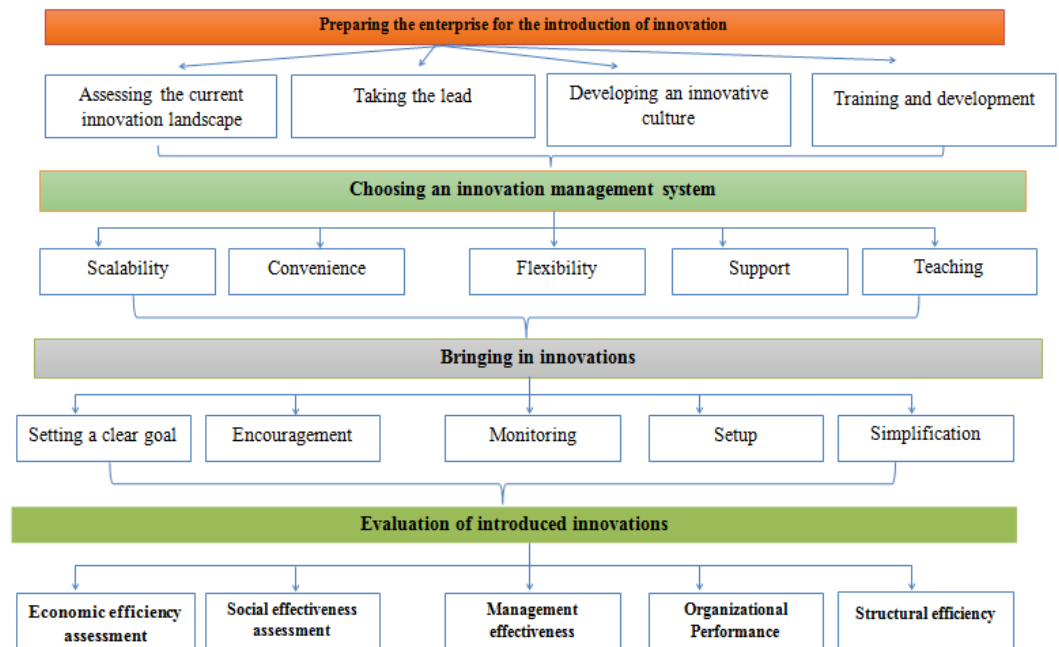 Preparing the enterprise for the introduction of innovation
Assessing the current
innovation landscape
Taking the lead
Developing an innovative
culture
Training and development
Choosing an innovation management system
Scalability
Convenience
Flexibility
Support
Teaching
Bringing in innovations
Setting a clear goal
Encouragement
Monitoring
Setup
Simplification
Evaluation of introduced innovations
Economic efficiency
assessment
Social effectiveness
assessment
Management
effectiveness
Organizational
Performance
Structural efficiency